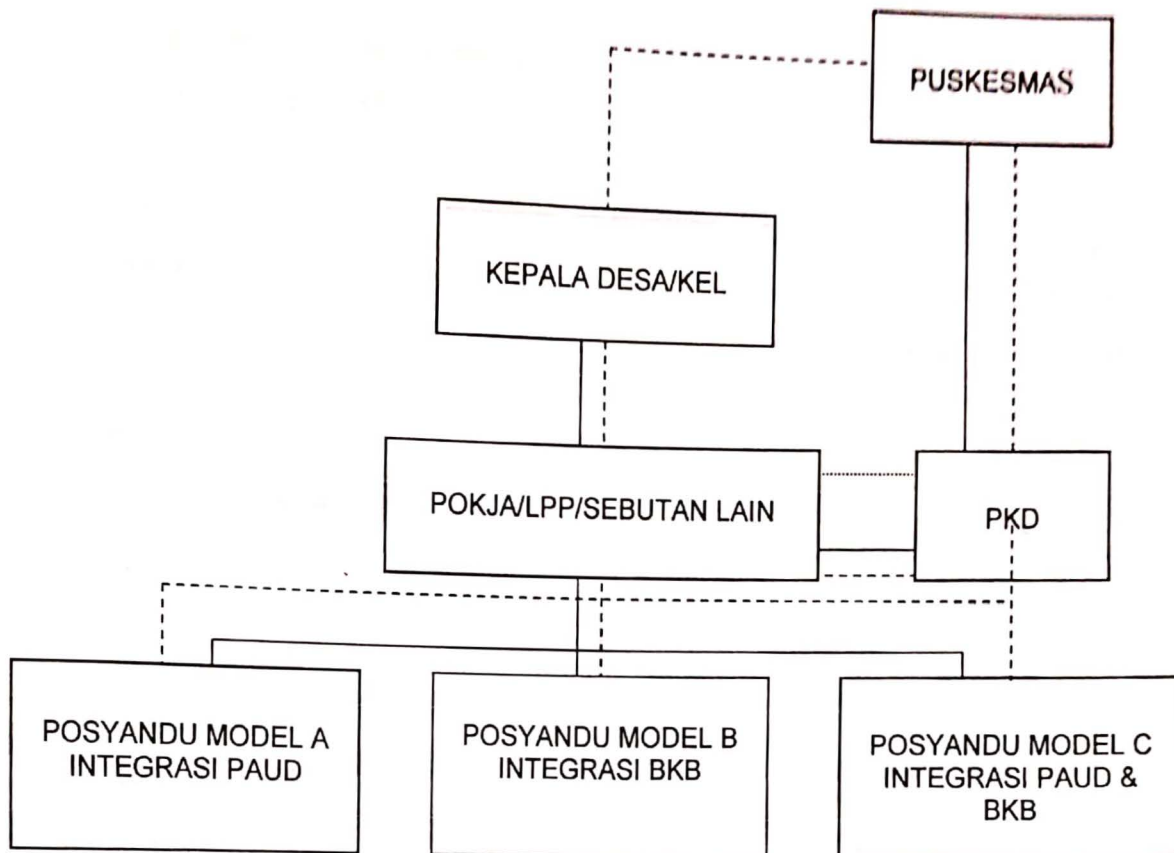 PUSKESMAS
KEPALA DESA/KEL
POKJA/LPP/SEBUTAN LAIN
PKD
POSYANDU MODEL A
INTEGRASI PAUD
POSYANDU MODEL B
INTEGRASI BKB
POSYANDU MODEL C
INTEGRASI PAUD &
BKB